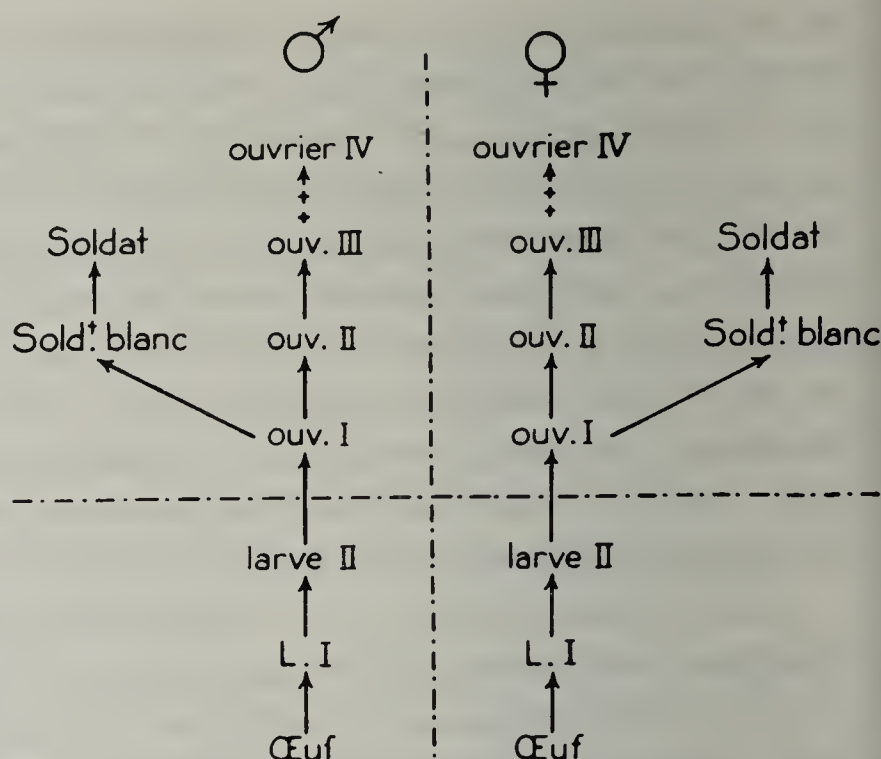 ♂ ♀
ouvrier IV ouvrier IV
Soldat ouv. III ouv. III Soldat
Sold.t blanc ouv. II ouv. II Sold.t blanc
ouv. I ouv. I
larve II larve II
L. I L. I
Œuf Œuf